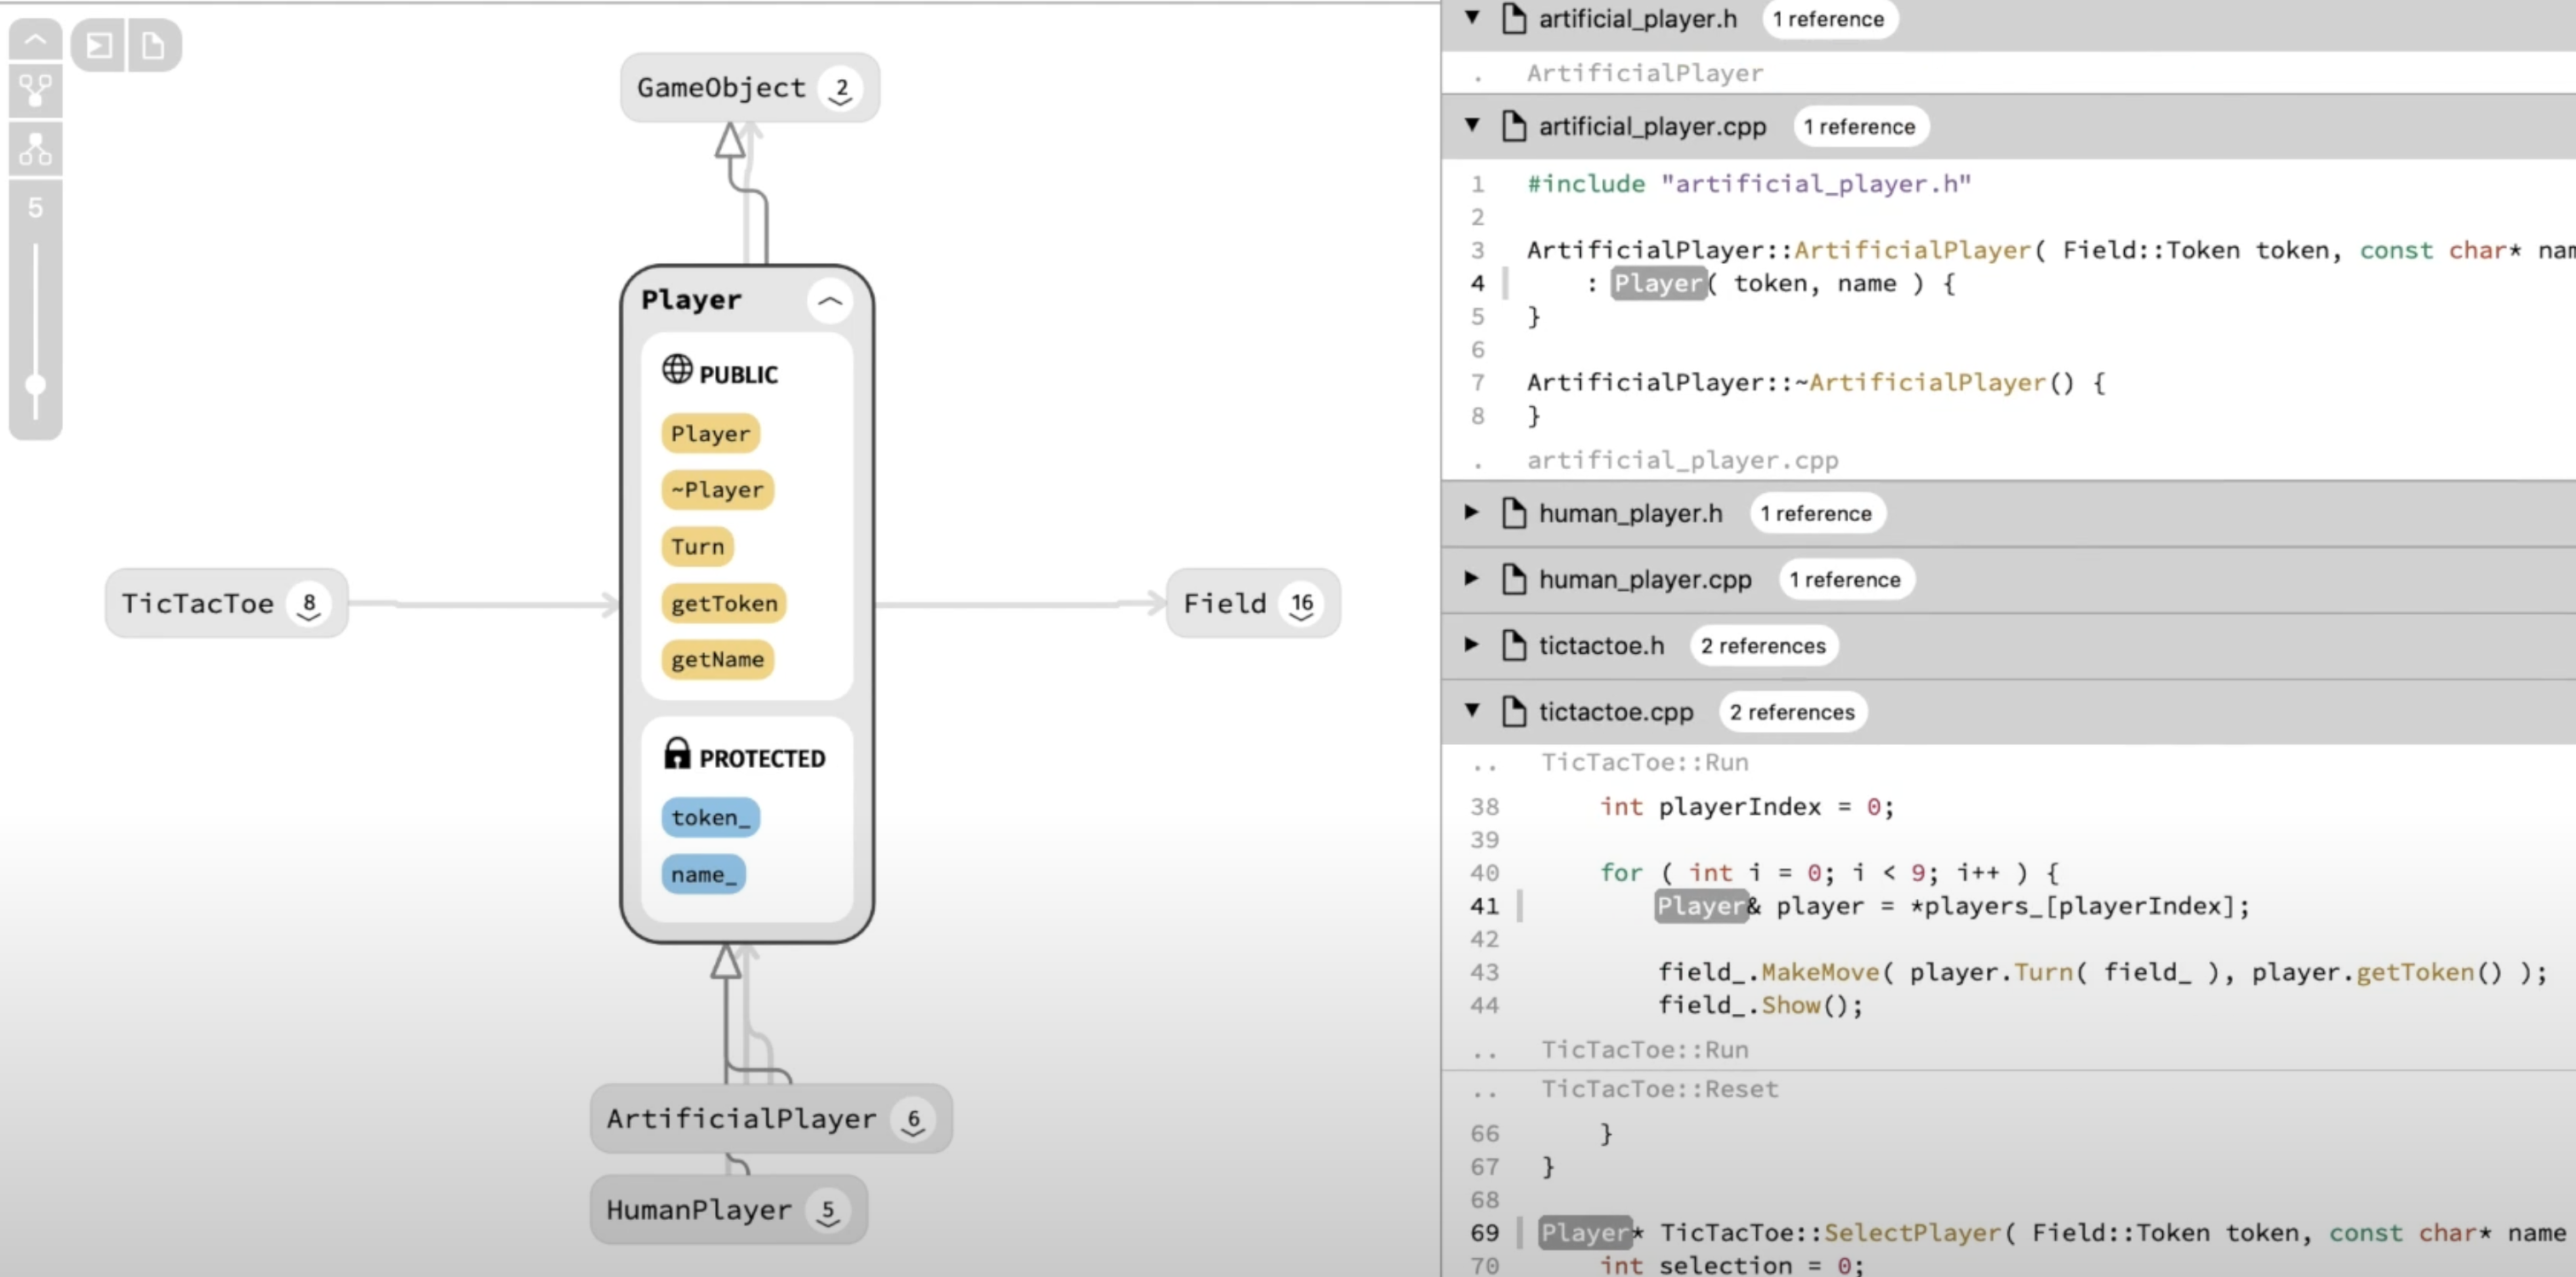 5
GameObject 2
Player
PUBLIC
Player
~Player
Turn
getToken
getName
PROTECTED
token_
name_
TicTacToe 8
Field 16
ArtificialPlayer 6
HumanPlayer 5
artificial_player.h 1 reference
. ArtificialPlayer
artificial_player.cpp 1 reference
1 #include "artificial_player.h"
2
3 ArtificialPlayer::ArtificialPlayer( Field::Token token, const char* nam
4 : Player( token, name ) {
5 }
6
7 ArtificialPlayer::~ArtificialPlayer() {
8 }
. artificial_player.cpp
human_player.h 1 reference
human_player.cpp 1 reference
tictactoe.h 2 references
tictactoe.cpp 2 references
.. TicTacToe::Run
38 int playerIndex = 0;
39
40 for ( int i = 0; i < 9; i++ ) {
41 Player& player = *players_[playerIndex];
42
43 field_.MakeMove( player.Turn( field_ ), player.getToken() );
44 field_.Show();
.. TicTacToe::Run
.. TicTacToe::Reset
66 }
67 }
68
69 Player* TicTacToe::SelectPlayer( Field::Token token, const char* name
70 int selection = 0;